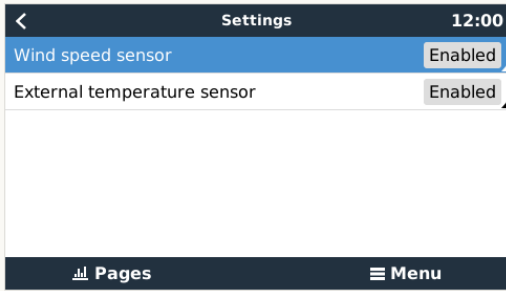 Settings 12:00
Wind speed sensor Enabled
External temperature sensor Enabled
Pages Menu